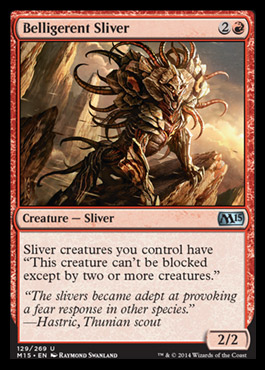 Belligerent Sliver 2
Creature — Sliver M15
Sliver creatures you control have
“This creature can't be blocked
except by two or more creatures.”
“The slivers became adept at provoking
a fear response in other species.”
—Hastric, Thunian scout
2/2
129/269 U
M15 • EN RAYMOND SWANLAND ™ & © 2014 Wizards of the Coast